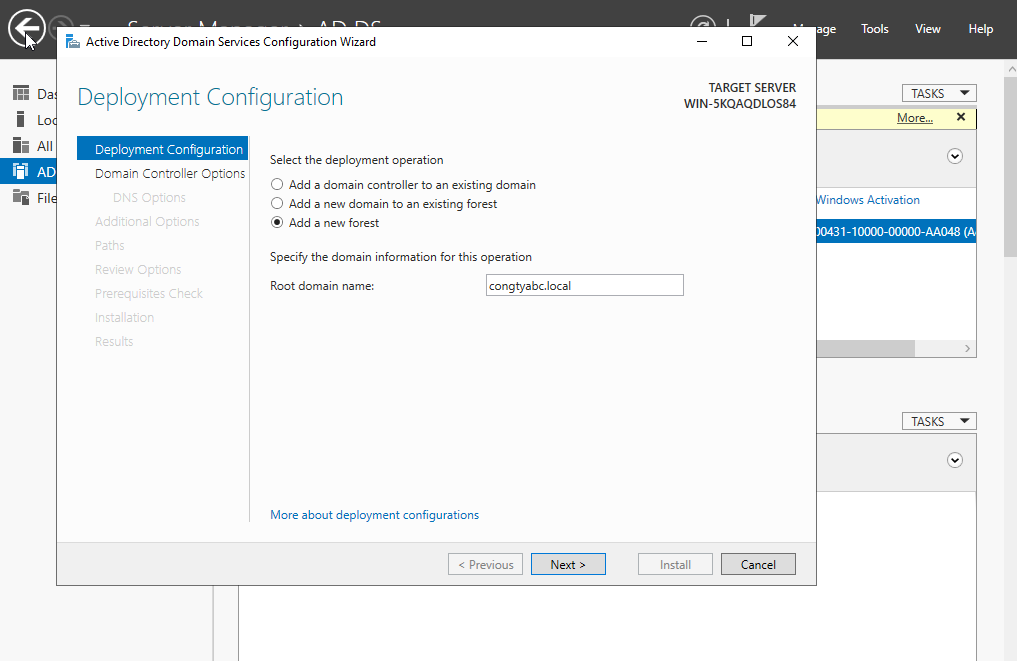 Manage Tools View Help
Active Directory Domain Services Configuration Wizard
Deployment Configuration
TARGET SERVER
WIN-5KQAQDLOS84
TASKS
More...
Deployment Configuration
Domain Controller Options
DNS Options
Additional Options
Paths
Review Options
Prerequisites Check
Installation
Results
Select the deployment operation
Add a domain controller to an existing domain
Add a new domain to an existing forest
Add a new forest
Specify the domain information for this operation
Root domain name: congtyabc.local
More about deployment configurations
< Previous Next > Install Cancel
All
AD
File
Windows Activation
00431-10000-00000-AA048 (A
TASKS